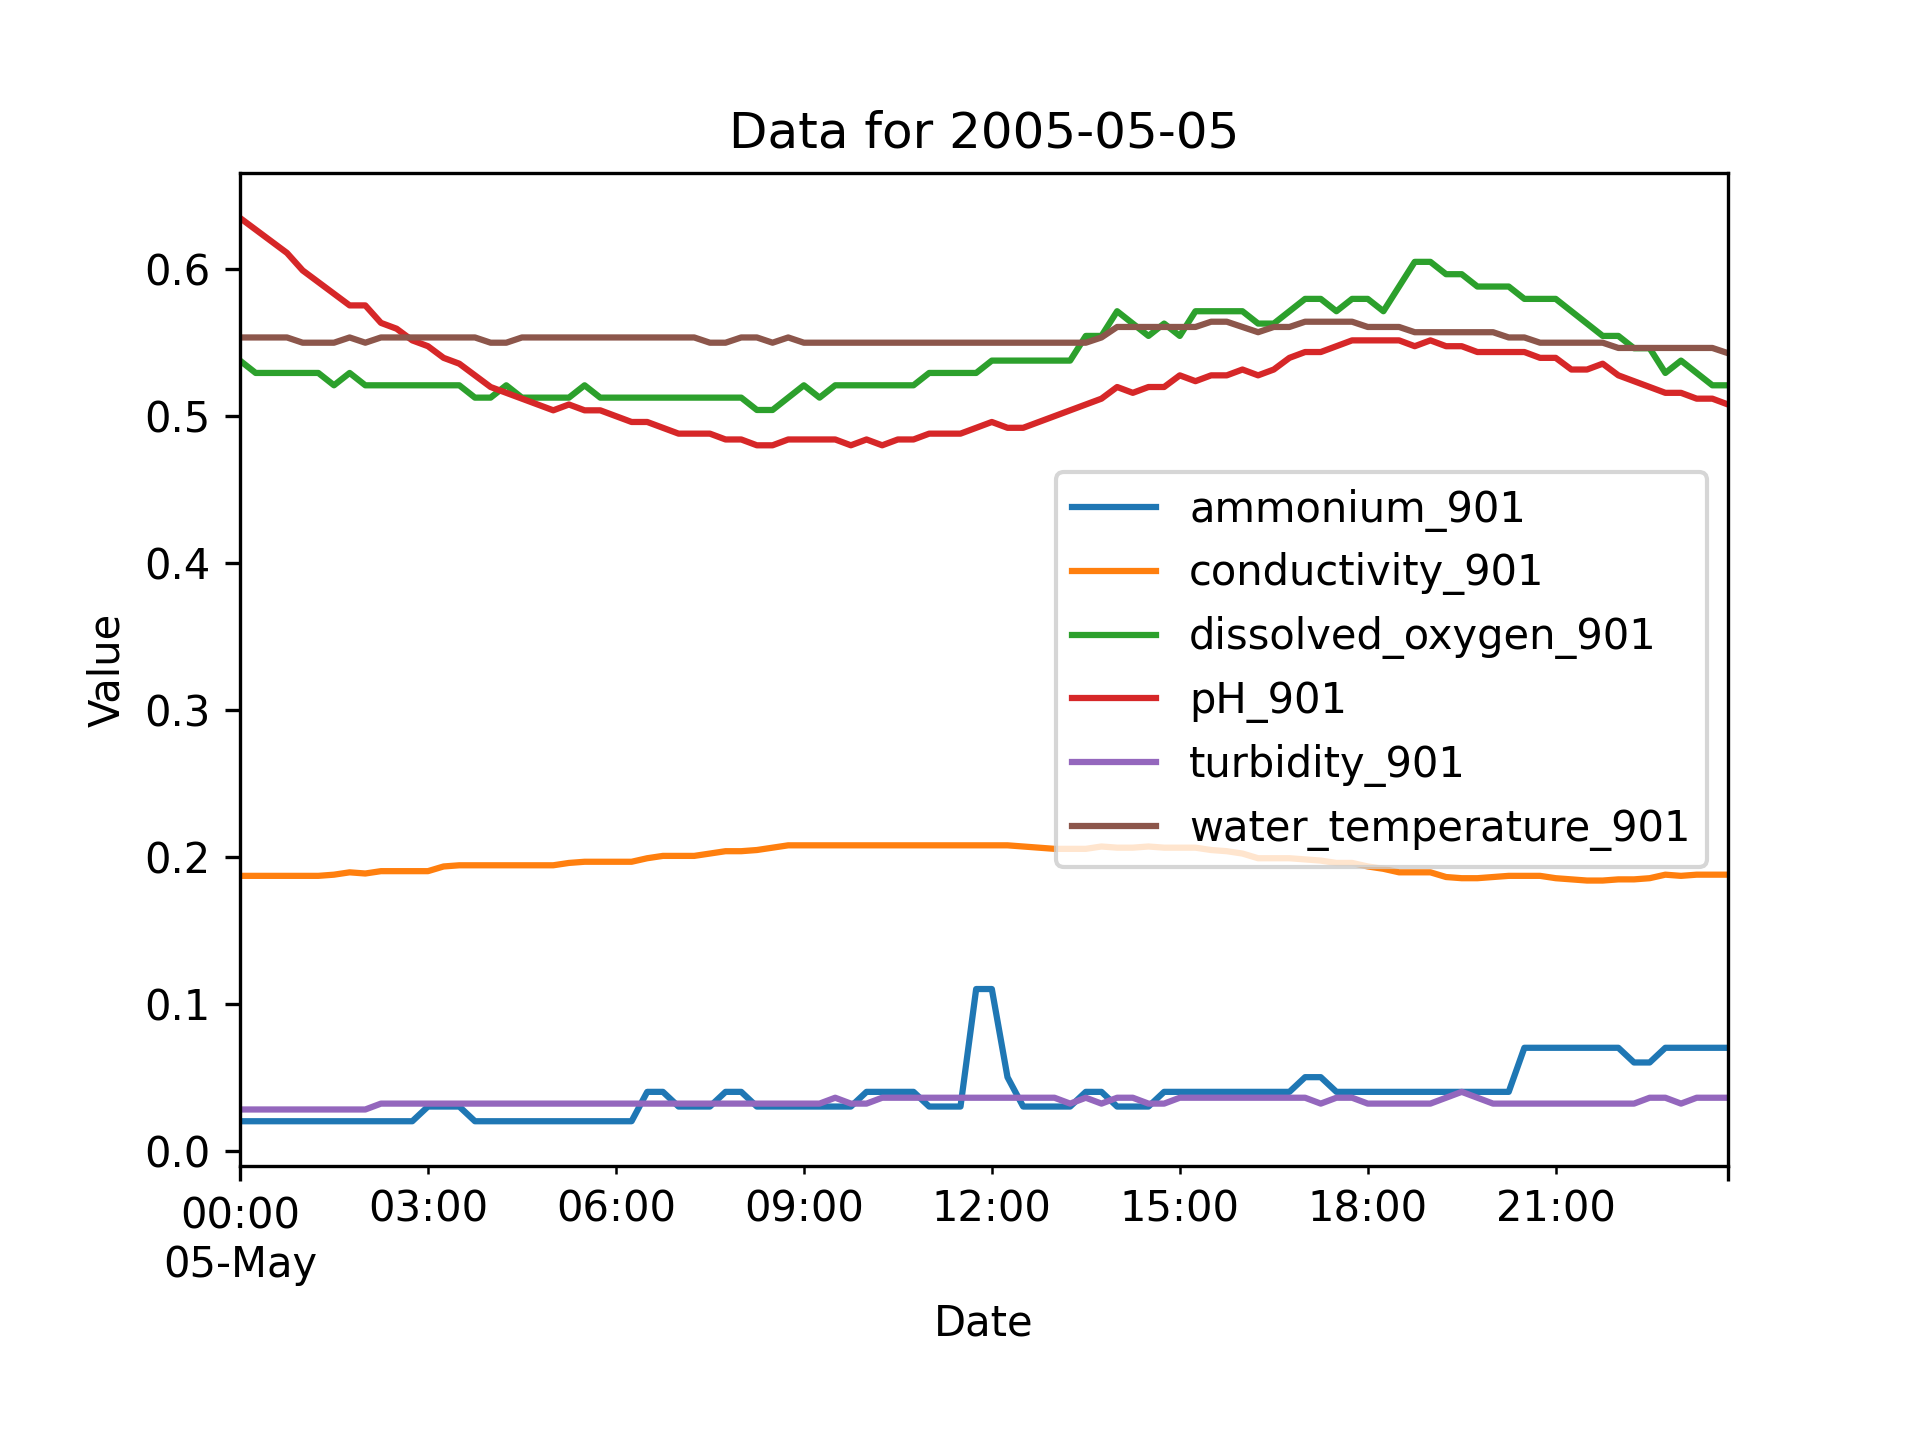 Data for 2005-05-05
Value
0.6
0.5
0.4
0.3
0.2
0.1
0.0
ammonium_901
conductivity_901
dissolved_oxygen_901
pH_901
turbidity_901
water_temperature_901
00:00 03:00 06:00 09:00 12:00 15:00 18:00 21:00
05-May
Date